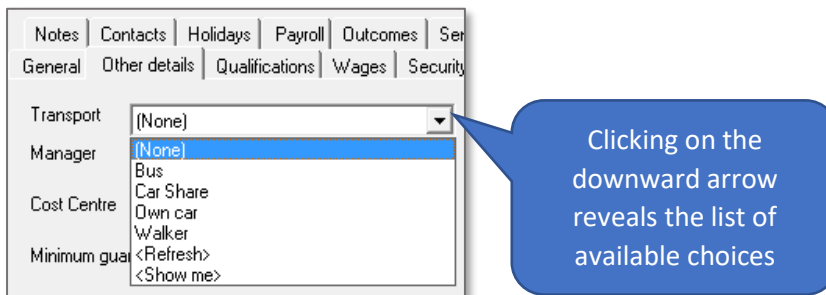 Notes Contacts Holidays Payroll Outcomes Ser
General Other details Qualifications Wages Security
Transport (None)
Manager (None)
Bus
Car Share
Cost Centre Own car
Walker
Minimum guar <Refresh>
<Show me>
Clicking on the
downward arrow
reveals the list of
available choices